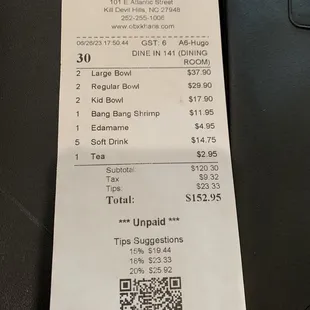 101 E Atlantic Street
Kill Devil Hills, NC 27948
252-255-1006
08/28/23 17:50:44 GST: 6 A6-Hugo
30 DINE IN 141 (DINING ROOM)
2 Large Bowl $37.90
2 Regular Bowl $29.90
2 Kid Bowl $17.90
1 Bang Bang Shrimp $11.95
1 Edamame $4.95
5 Soft Drink $14.75
1 Tea $2.95
Subtotal: $120.30
Tax $9.32
Tips: $23.33
Total: $152.95
*** Unpaid ***
Tips Suggestions
15% $19.44
18% $23.33
20% $25.92